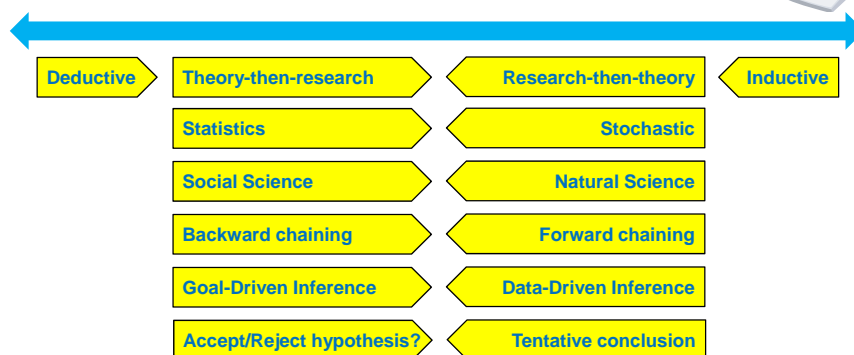 Deductive Theory-then-research Research-then-theory Inductive
Statistics Stochastic
Social Science Natural Science
Backward chaining Forward chaining
Goal-Driven Inference Data-Driven Inference
Accept/Reject hypothesis? Tentative conclusion